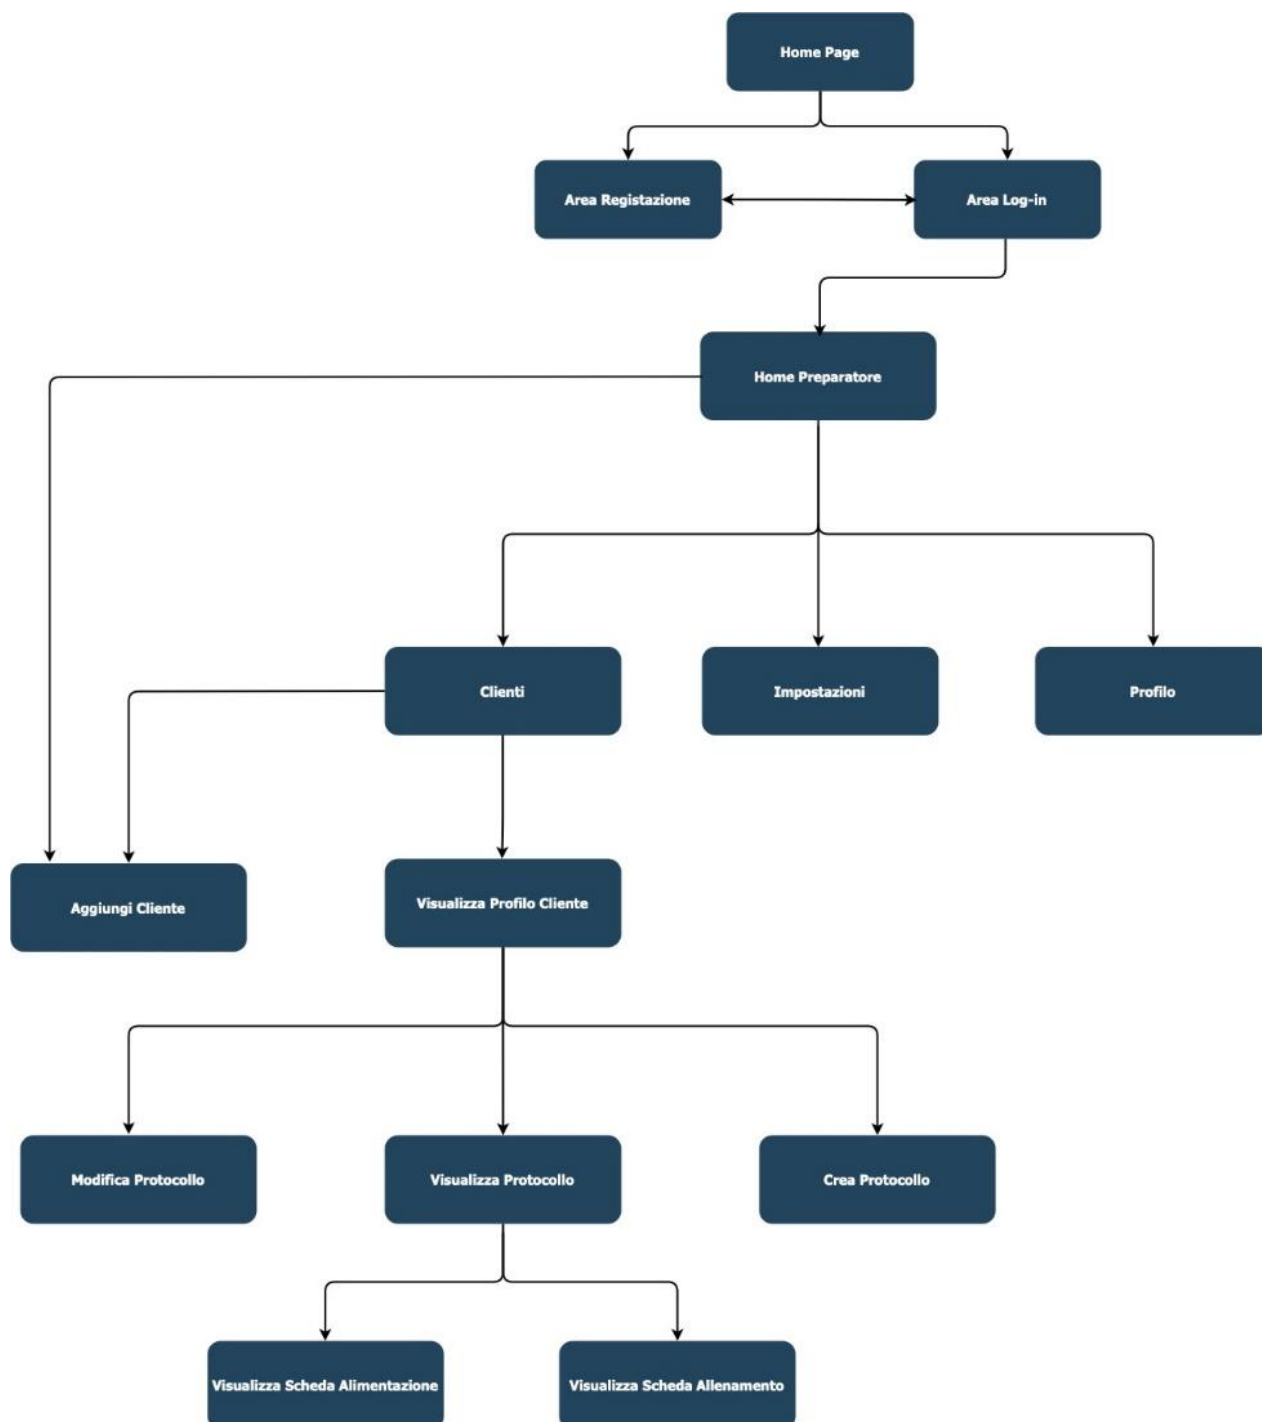 Home Page
Area Registazione
Area Log-in
Home Preparatore
Clienti
Impostazioni
Profilo
Aggiungi Cliente
Visualizza Profilo Cliente
Modifica Protocollo
Visualizza Protocollo
Crea Protocollo
Visualizza Scheda Alimentazione
Visualizza Scheda Allenamento